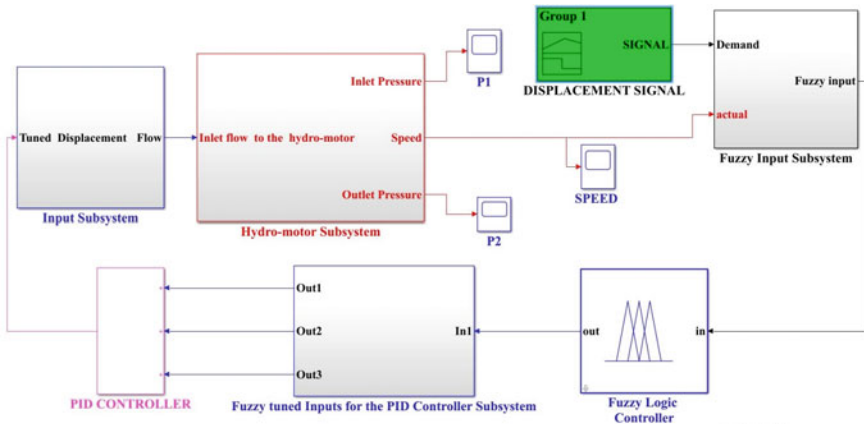 Group 1
SIGNAL
DISPLACEMENT SIGNAL
Demand
Fuzzy input
actual
Fuzzy Input Subsystem
Inlet Pressure
P1
Tuned Displacement Flow
Input Subsystem
Inlet flow to the hydro-motor
Speed
Outlet Pressure
Hydro-motor Subsystem
SPEED
P2
PID CONTROLLER
Out1
Out2
Out3
In1
Fuzzy tuned Inputs for the PID Controller Subsystem
out
in
Fuzzy Logic
Controller